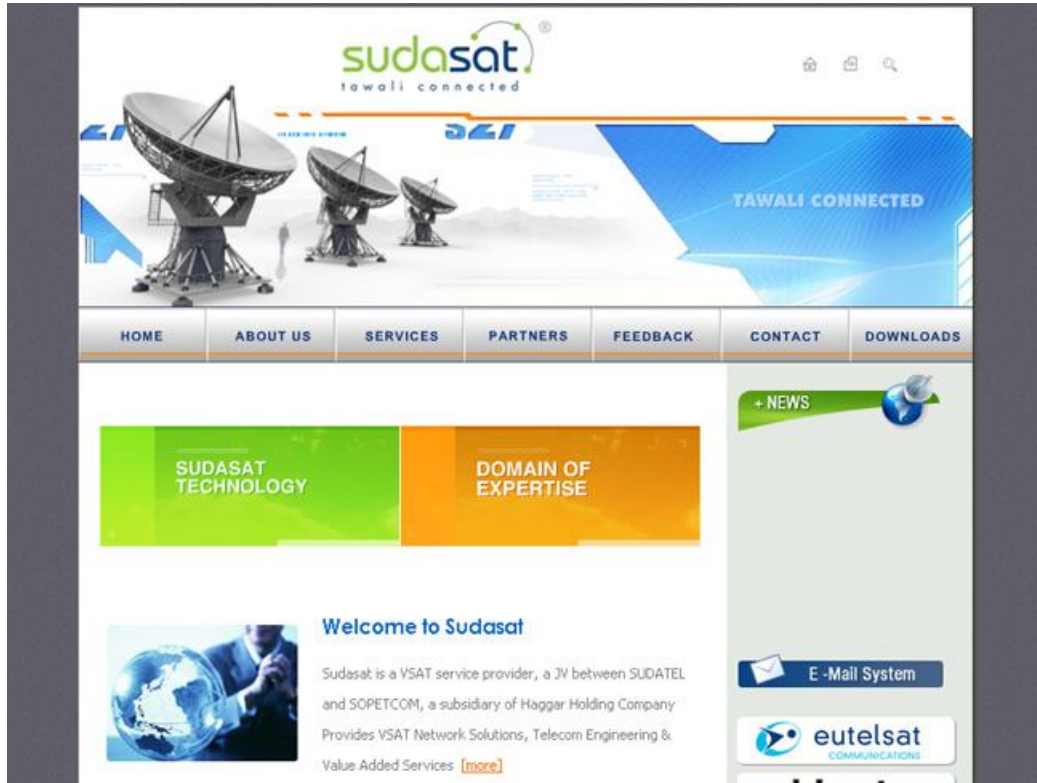 sudasat ®
tawali connected
TAWALI CONNECTED
HOME ABOUT US SERVICES PARTNERS FEEDBACK CONTACT DOWNLOADS
+ NEWS
SUDASAT
TECHNOLOGY
DOMAIN OF
EXPERTISE
Welcome to Sudasat
Sudasat is a VSAT service provider, a JV between SUDATEL
and SOPETCOM, a subsidiary of Haggar Holding Company
Provides VSAT Network Solutions, Telecom Engineering &
Value Added Services [more]
E -Mail System
eutelsat
COMMUNICATIONS